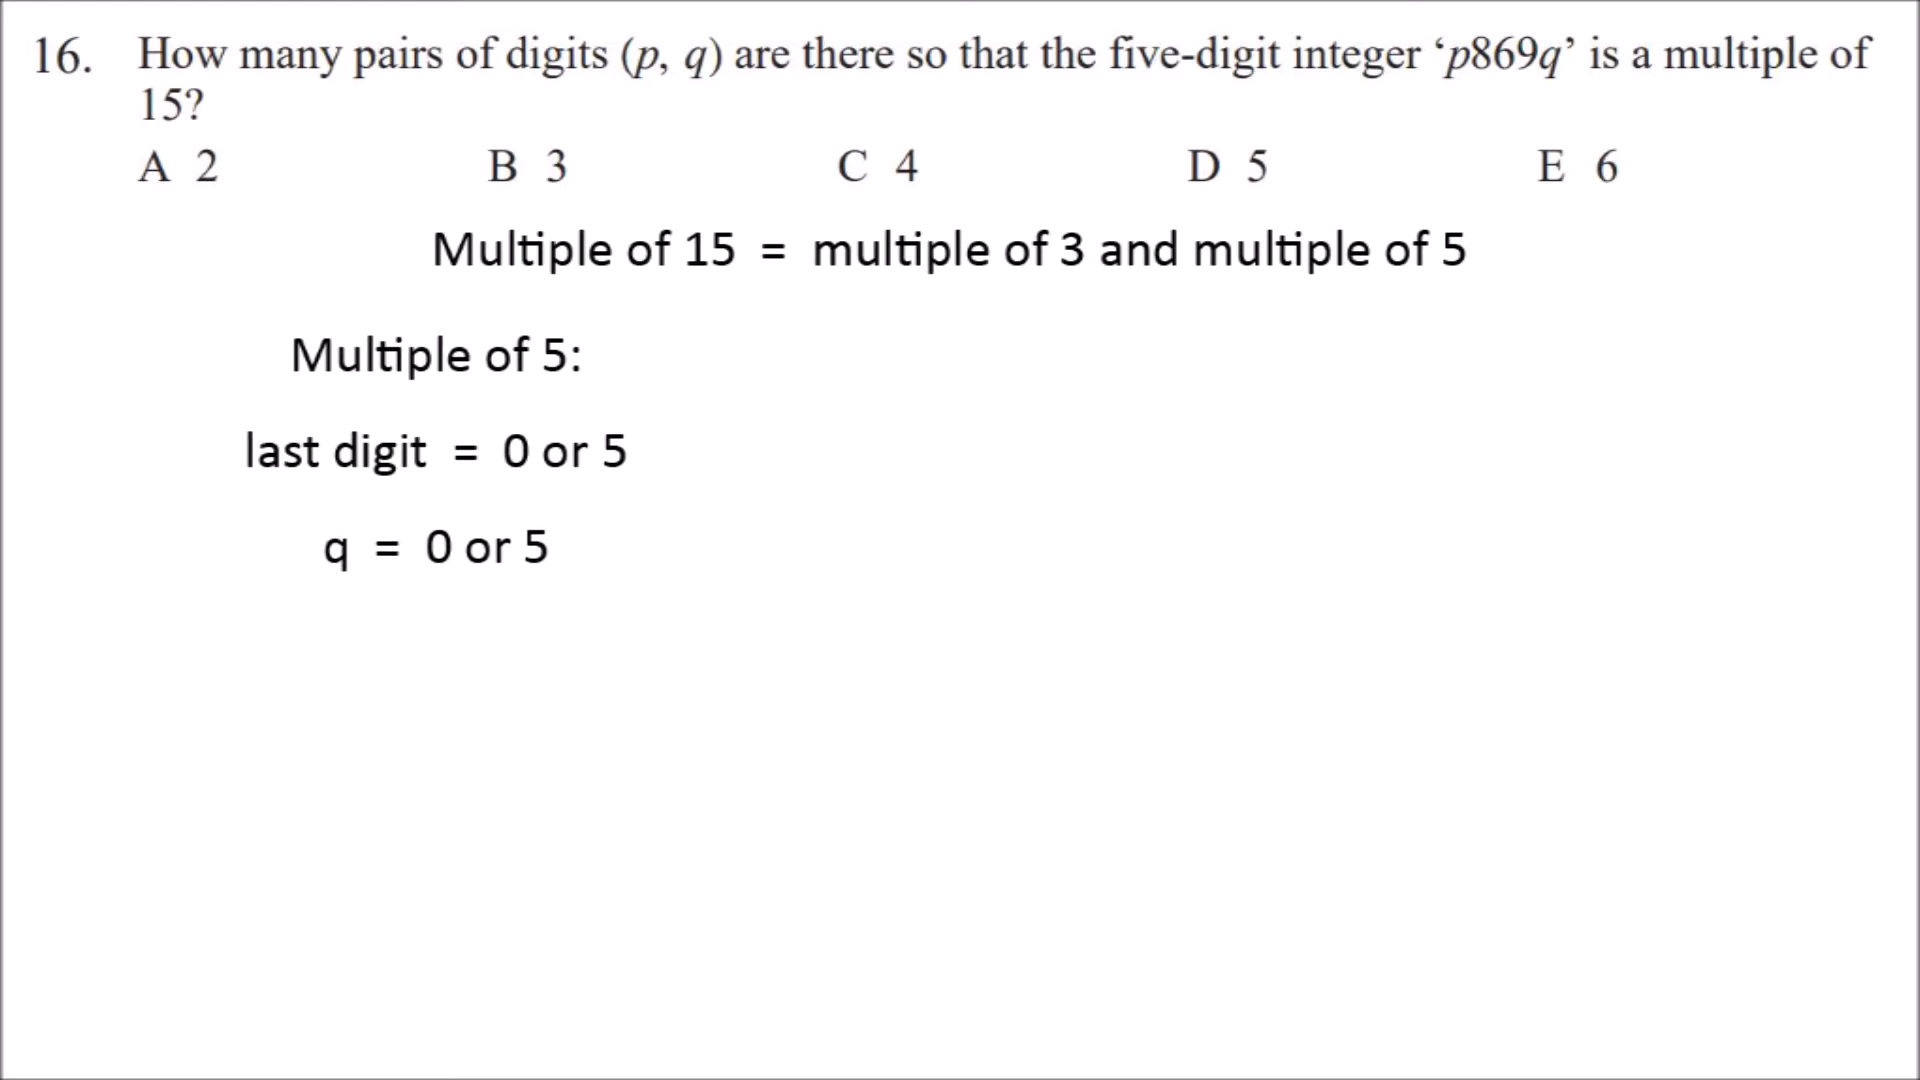 16. How many pairs of digits (p, q) are there so that the five-digit integer ‘p869q’ is a multiple of
15?
A 2 B 3 C 4 D 5 E 6
Multiple of 15 = multiple of 3 and multiple of 5
Multiple of 5:
last digit = 0 or 5
q = 0 or 5